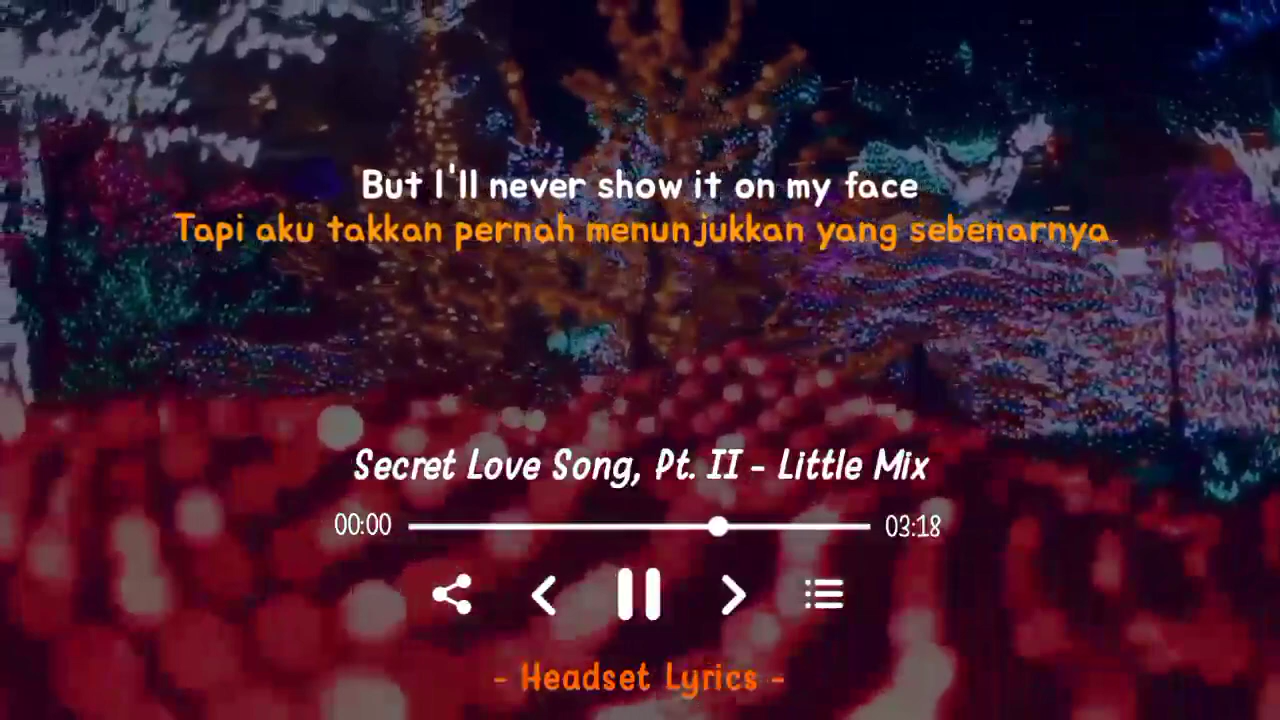 But I'll never show it on my face
Tapi aku takkan pernah menunjukkan yang sebenarnya
Secret Love Song, Pt. II - Little Mix
00:00 03:18
- Headset Lyrics -